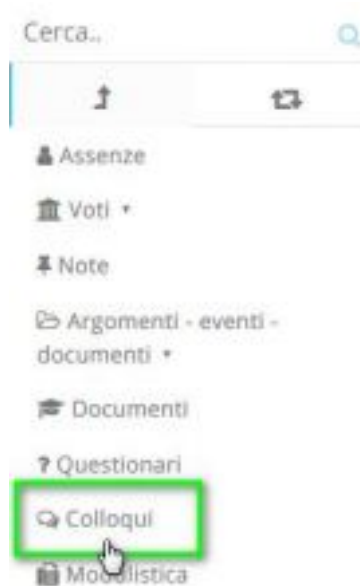 Cerca..
Assenze
Voti
Note
Argomenti - eventi -
documenti
Documenti
? Questionari
Colloqui
Modulistica